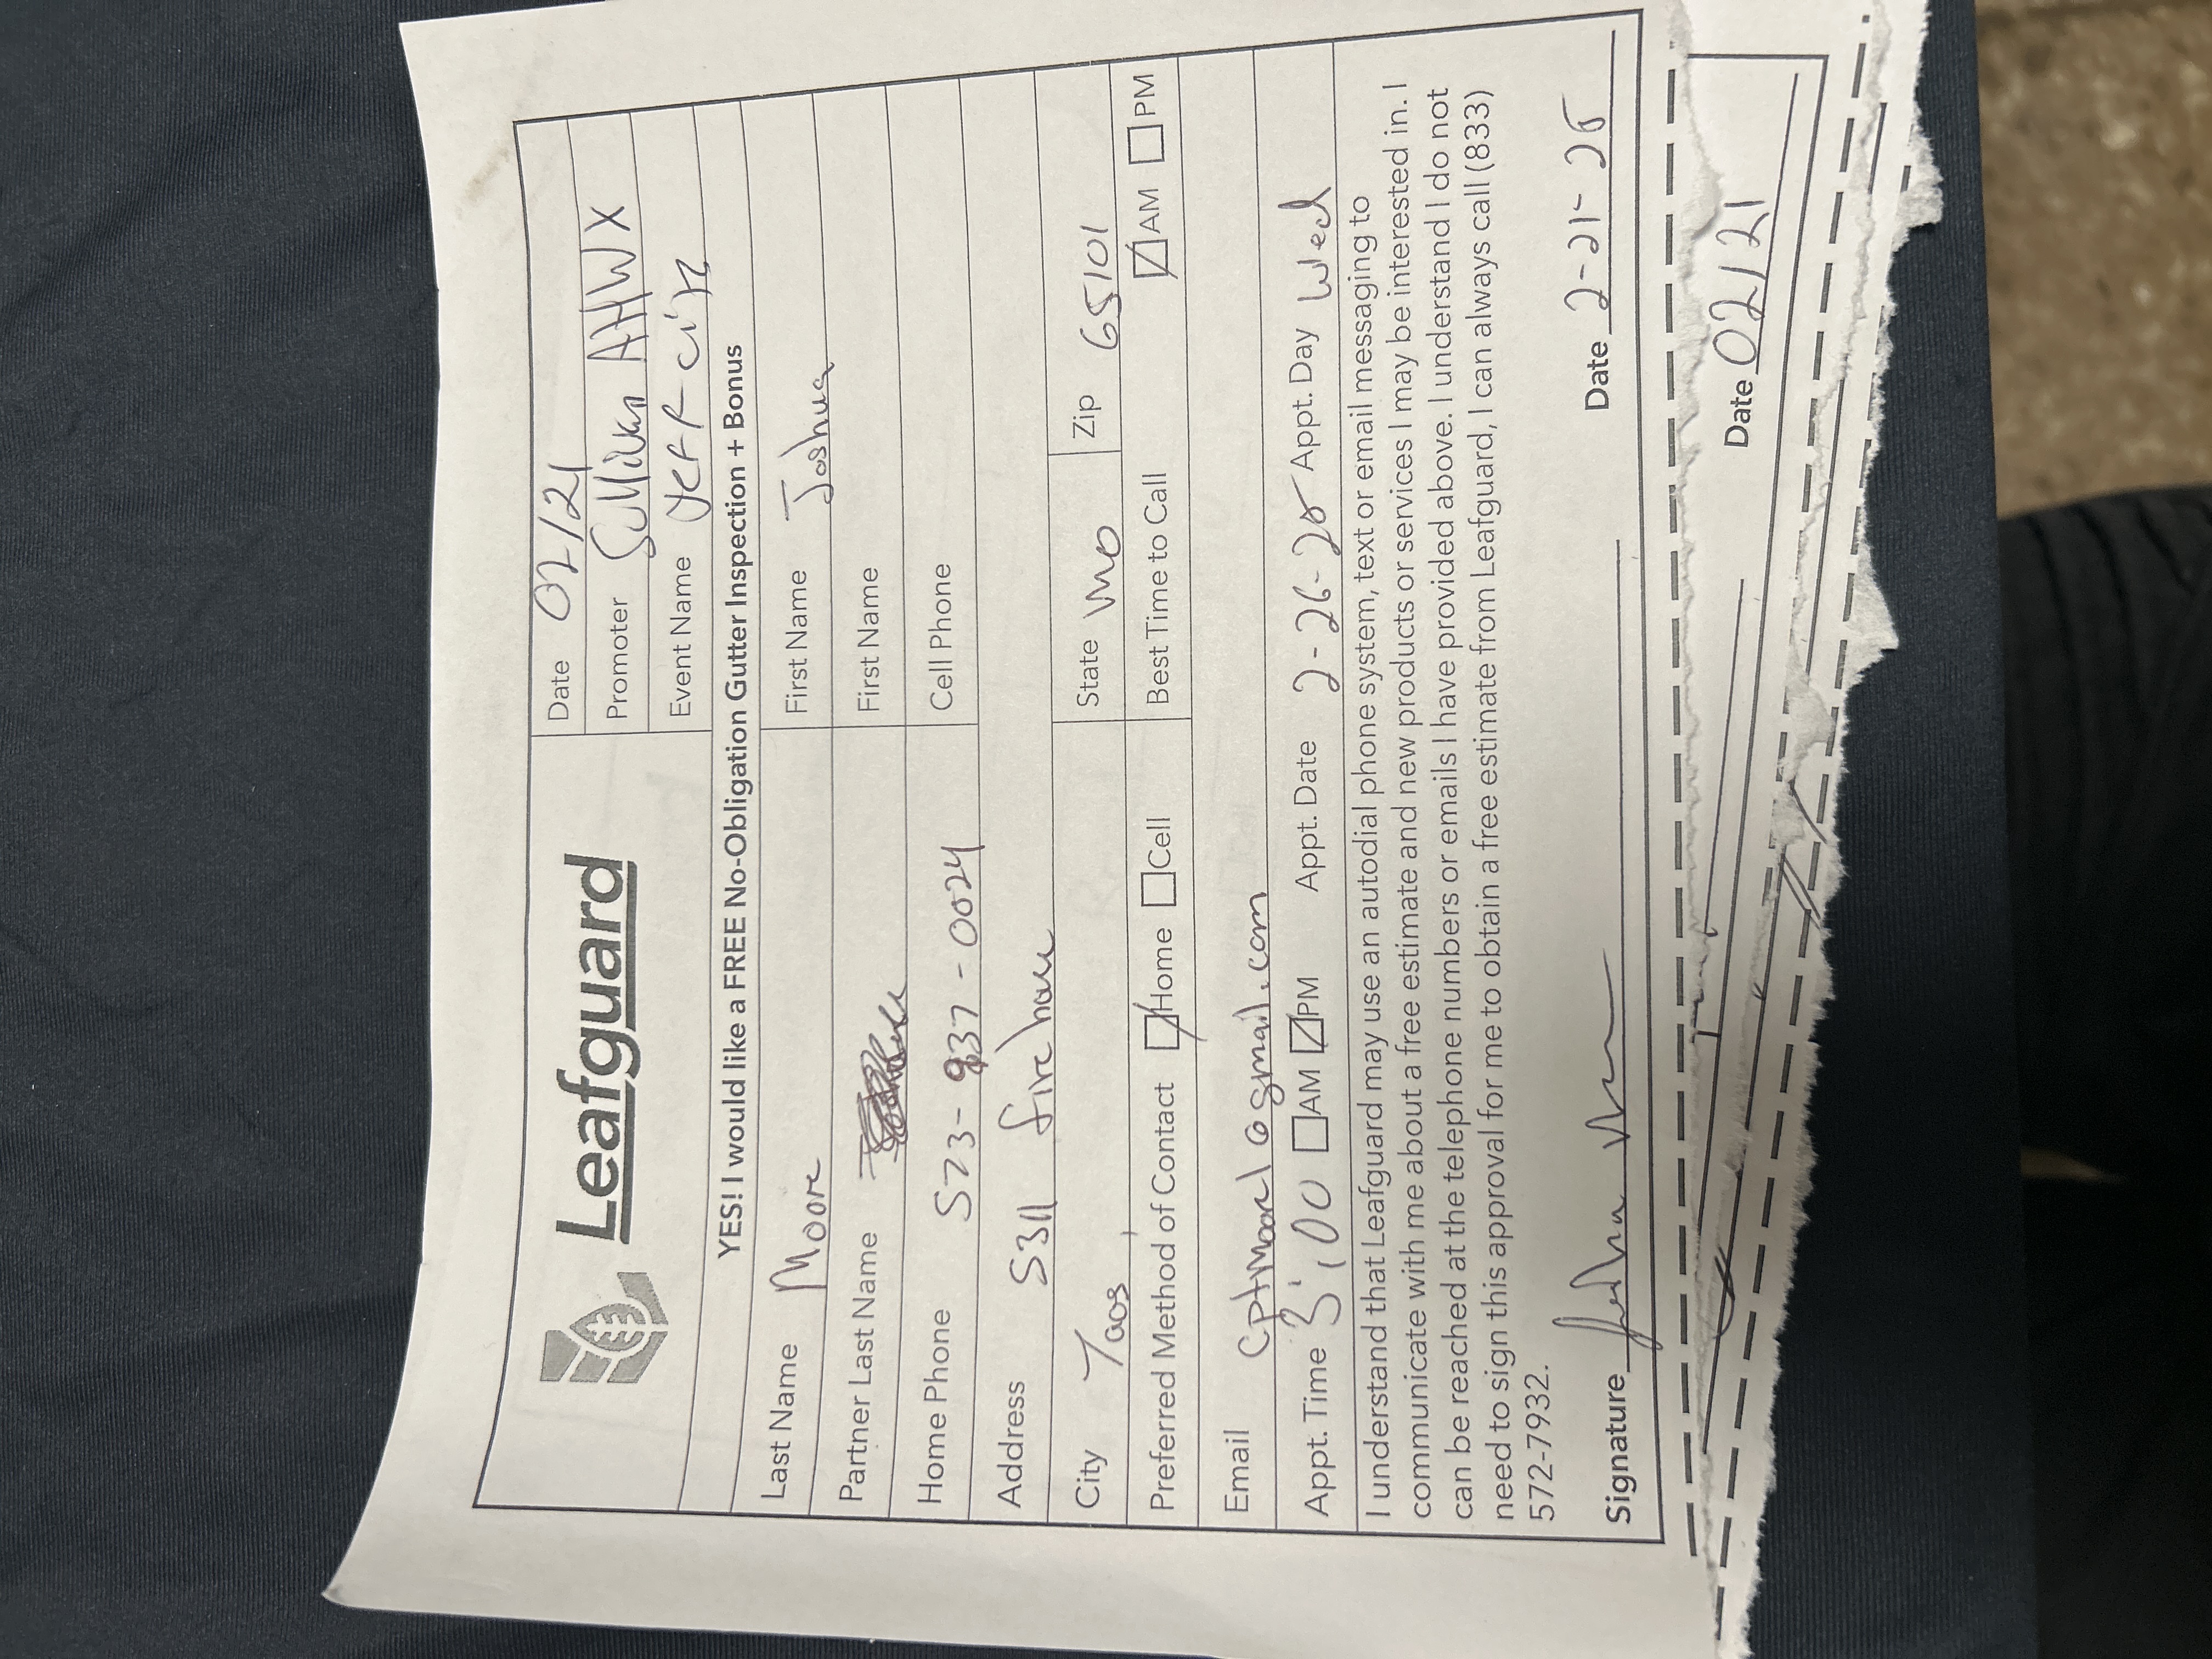 Leafguard
Date 02/21
Promoter Sullivan AHWX
Event Name Jeff city
YES! I would like a FREE No-Obligation Gutter Inspection + Bonus
Last Name Moore First Name Joshua
Partner Last Name First Name
Home Phone 573-937-0024 Cell Phone
Address 5311 firehouse
City Taos, State MO Zip 65101
Preferred Method of Contact Home Cell Best Time to Call AM PM
Email cptmoore1@gmail.com
Appt. Time 3:00 AM PM Appt. Date 2-26-25 Appt. Day Wed
I understand that Leafguard may use an autodial phone system, text or email messaging to
communicate with me about a free estimate and new products or services I may be interested in. I
can be reached at the telephone numbers or emails I have provided above. I understand I do not
need to sign this approval for me to obtain a free estimate from Leafguard, I can always call (833)
572-7932.
Signature Joshua Moore Date 2-21-25
Date 02/21